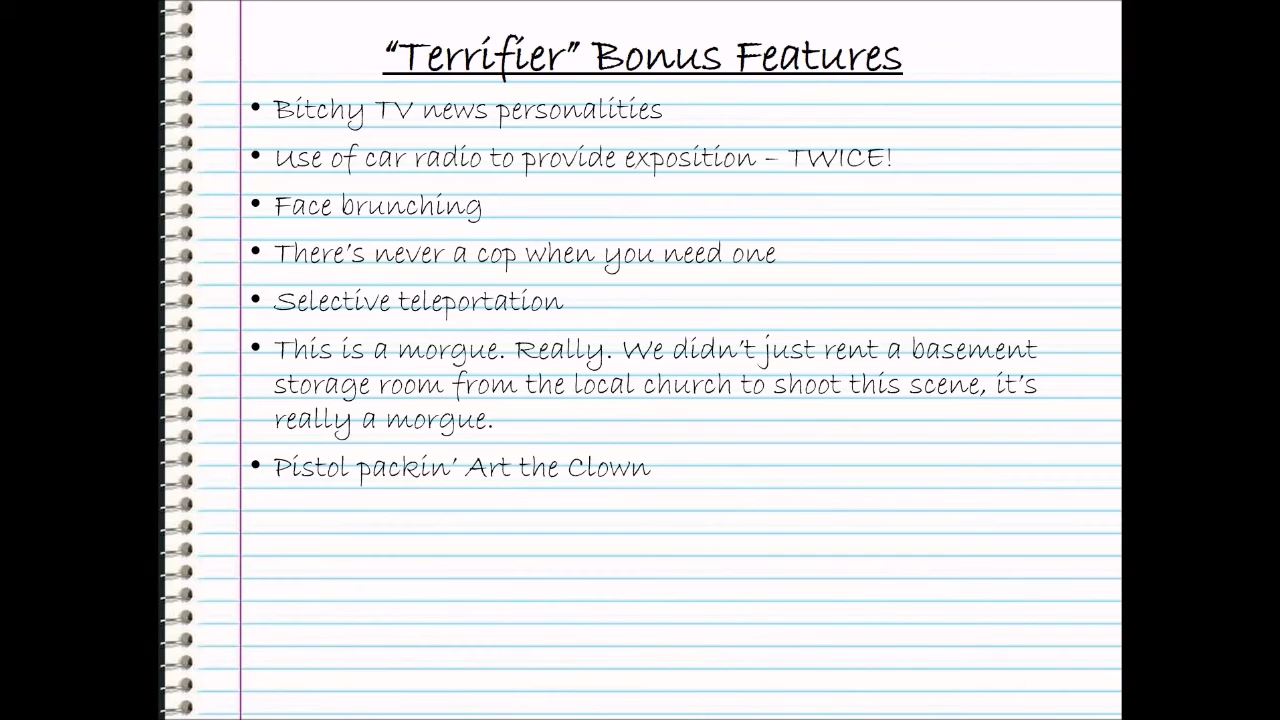 “Terrifier” Bonus Features
• Bitchy TV news personalities
• Use of car radio to provide exposition – TWICE!
• Face brunching
• There’s never a cop when you need one
• Selective teleportation
• This is a morgue. Really. We didn’t just rent a basement
storage room from the local church to shoot this scene, it’s
really a morgue.
• Pistol packin’ Art the Clown